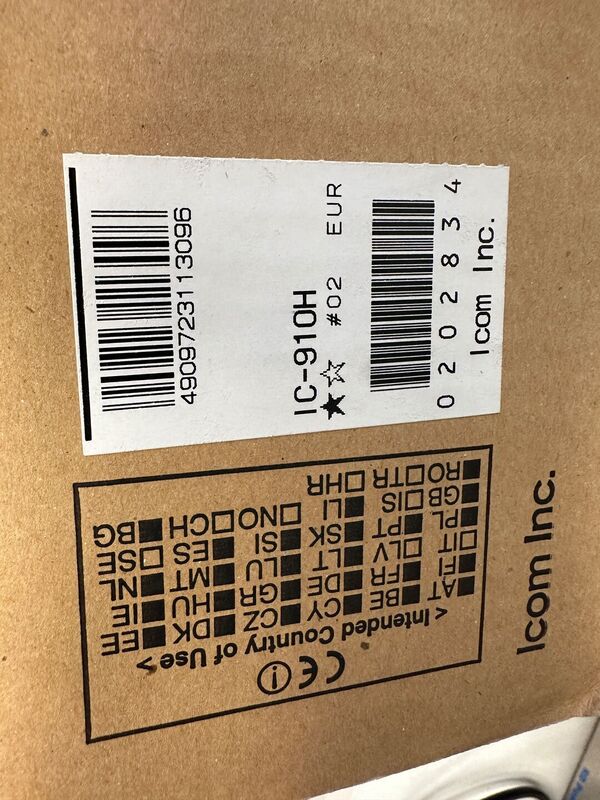 4909723113096
IC-910H
★☆ #02 EUR
0202834
Icom Inc.
CE
< Intended Country of Use >
■AT ■BE ■CY ■CZ ■DK ■EE
■FI ■FR ■DE ■GR ■HU ■IE
□IT □LV ■LT ■LU ■MT ■NL
■PL ■PT ■SK ■SI ■ES □SE
■GB □IS ■LI □NO □CH ■BG
■RO □TR □HR
Icom Inc.